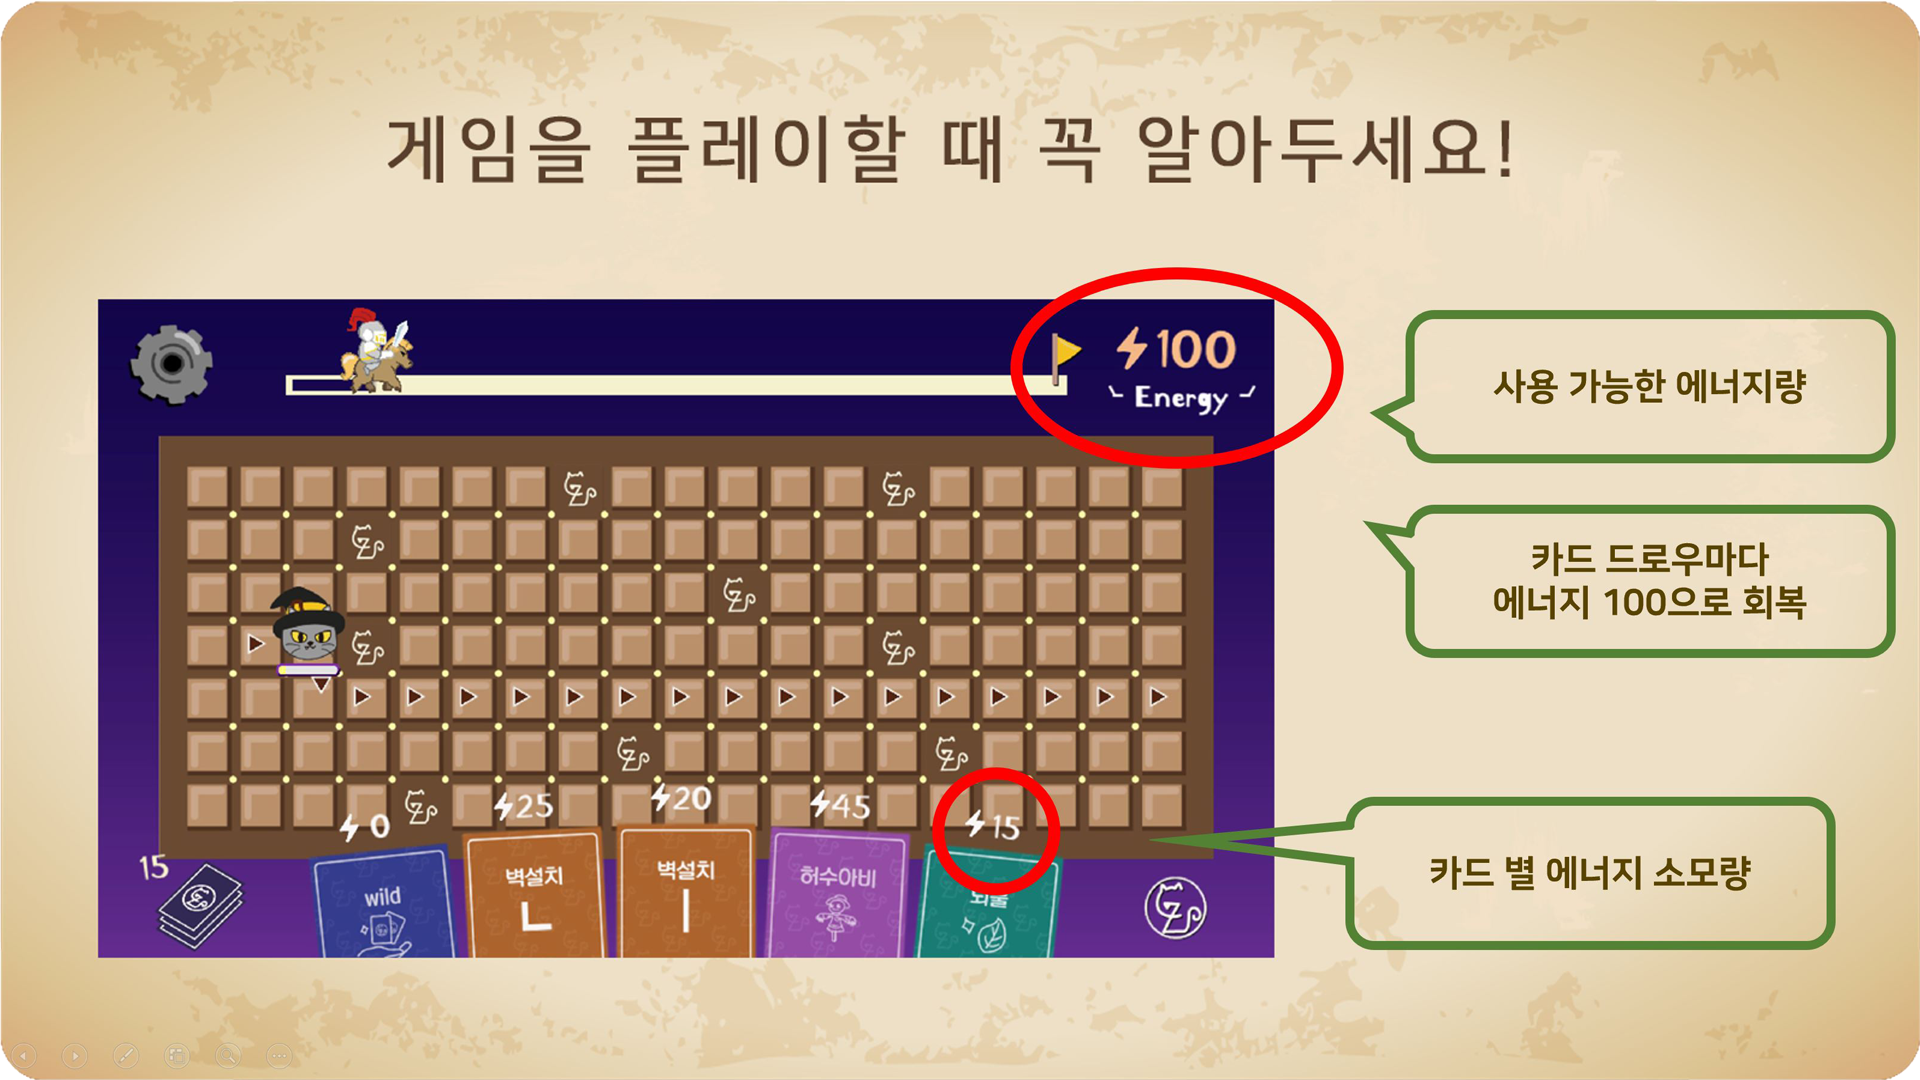 게임을 플레이할 때 꼭 알아두세요!
100
Energy
사용 가능한 에너지량
카드 드로우마다
에너지 100으로 회복
0
25
20
45
15
카드 별 에너지 소모량
15
wild
벽설치
ㄴ
벽설치
ㅣ
허수아비